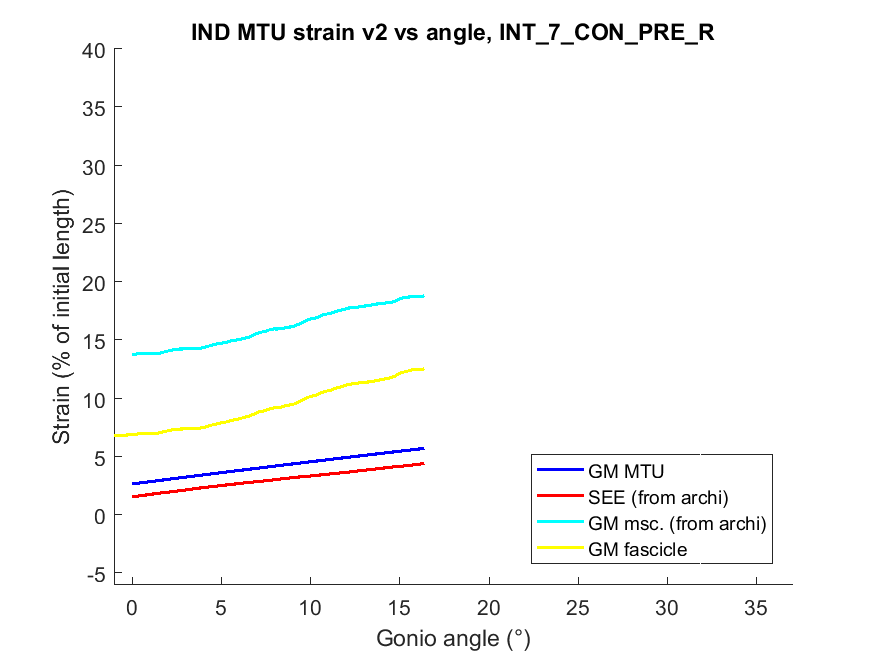 IND MTU strain v2 vs angle, INT_7_CON_PRE_R
40
35
30
25
20
15
10
5
0
-5
Strain (% of initial length)
0 5 10 15 20 25 30 35
Gonio angle (°)
GM MTU
SEE (from archi)
GM msc. (from archi)
GM fascicle